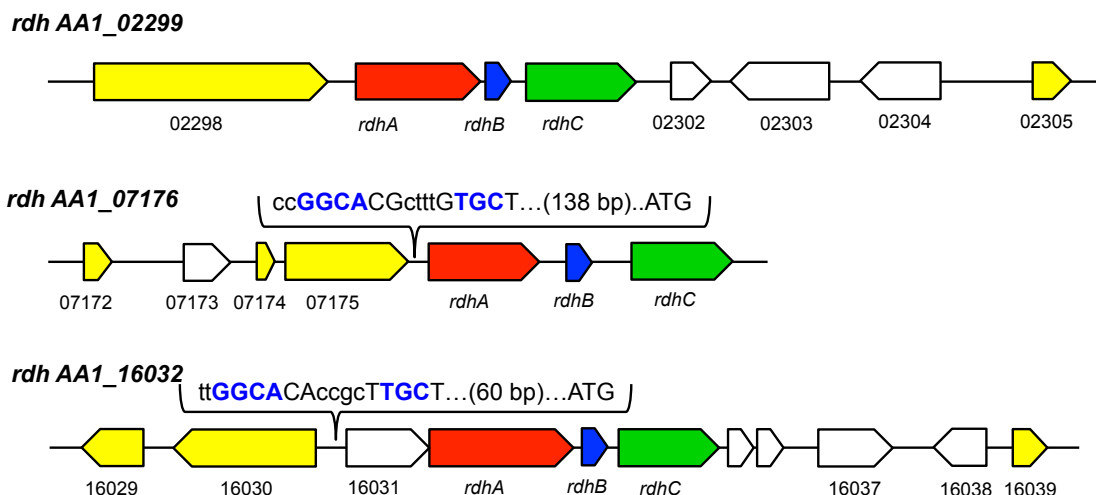 rdh AA1_02299
02298 rdhA rdhB rdhC 02302 02303 02304 02305
rdh AA1_07176
ccGGCACGctttGTGCT...(138 bp)..ATG
07172 07173 07174 07175 rdhA rdhB rdhC
rdh AA1_16032
ttGGCACAccgcTTGCT...(60 bp)...ATG
16029 16030 16031 rdhA rdhB rdhC 16037 16038 16039